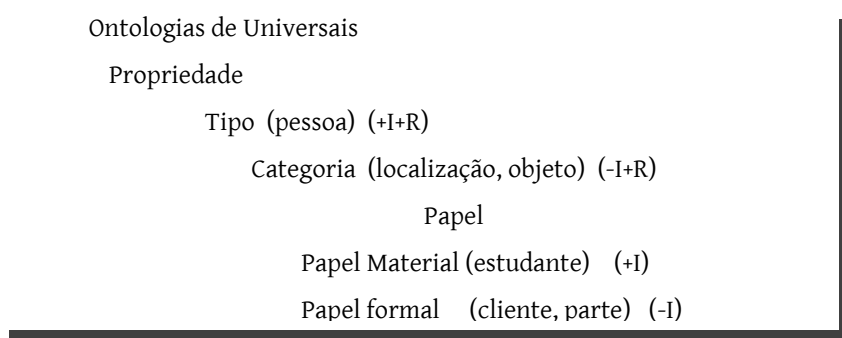 Ontologias de Universais
Propriedade
Tipo (pessoa) (+I+R)
Categoria (localização, objeto) (-I+R)
Papel
Papel Material (estudante) (+I)
Papel formal (cliente, parte) (-I)